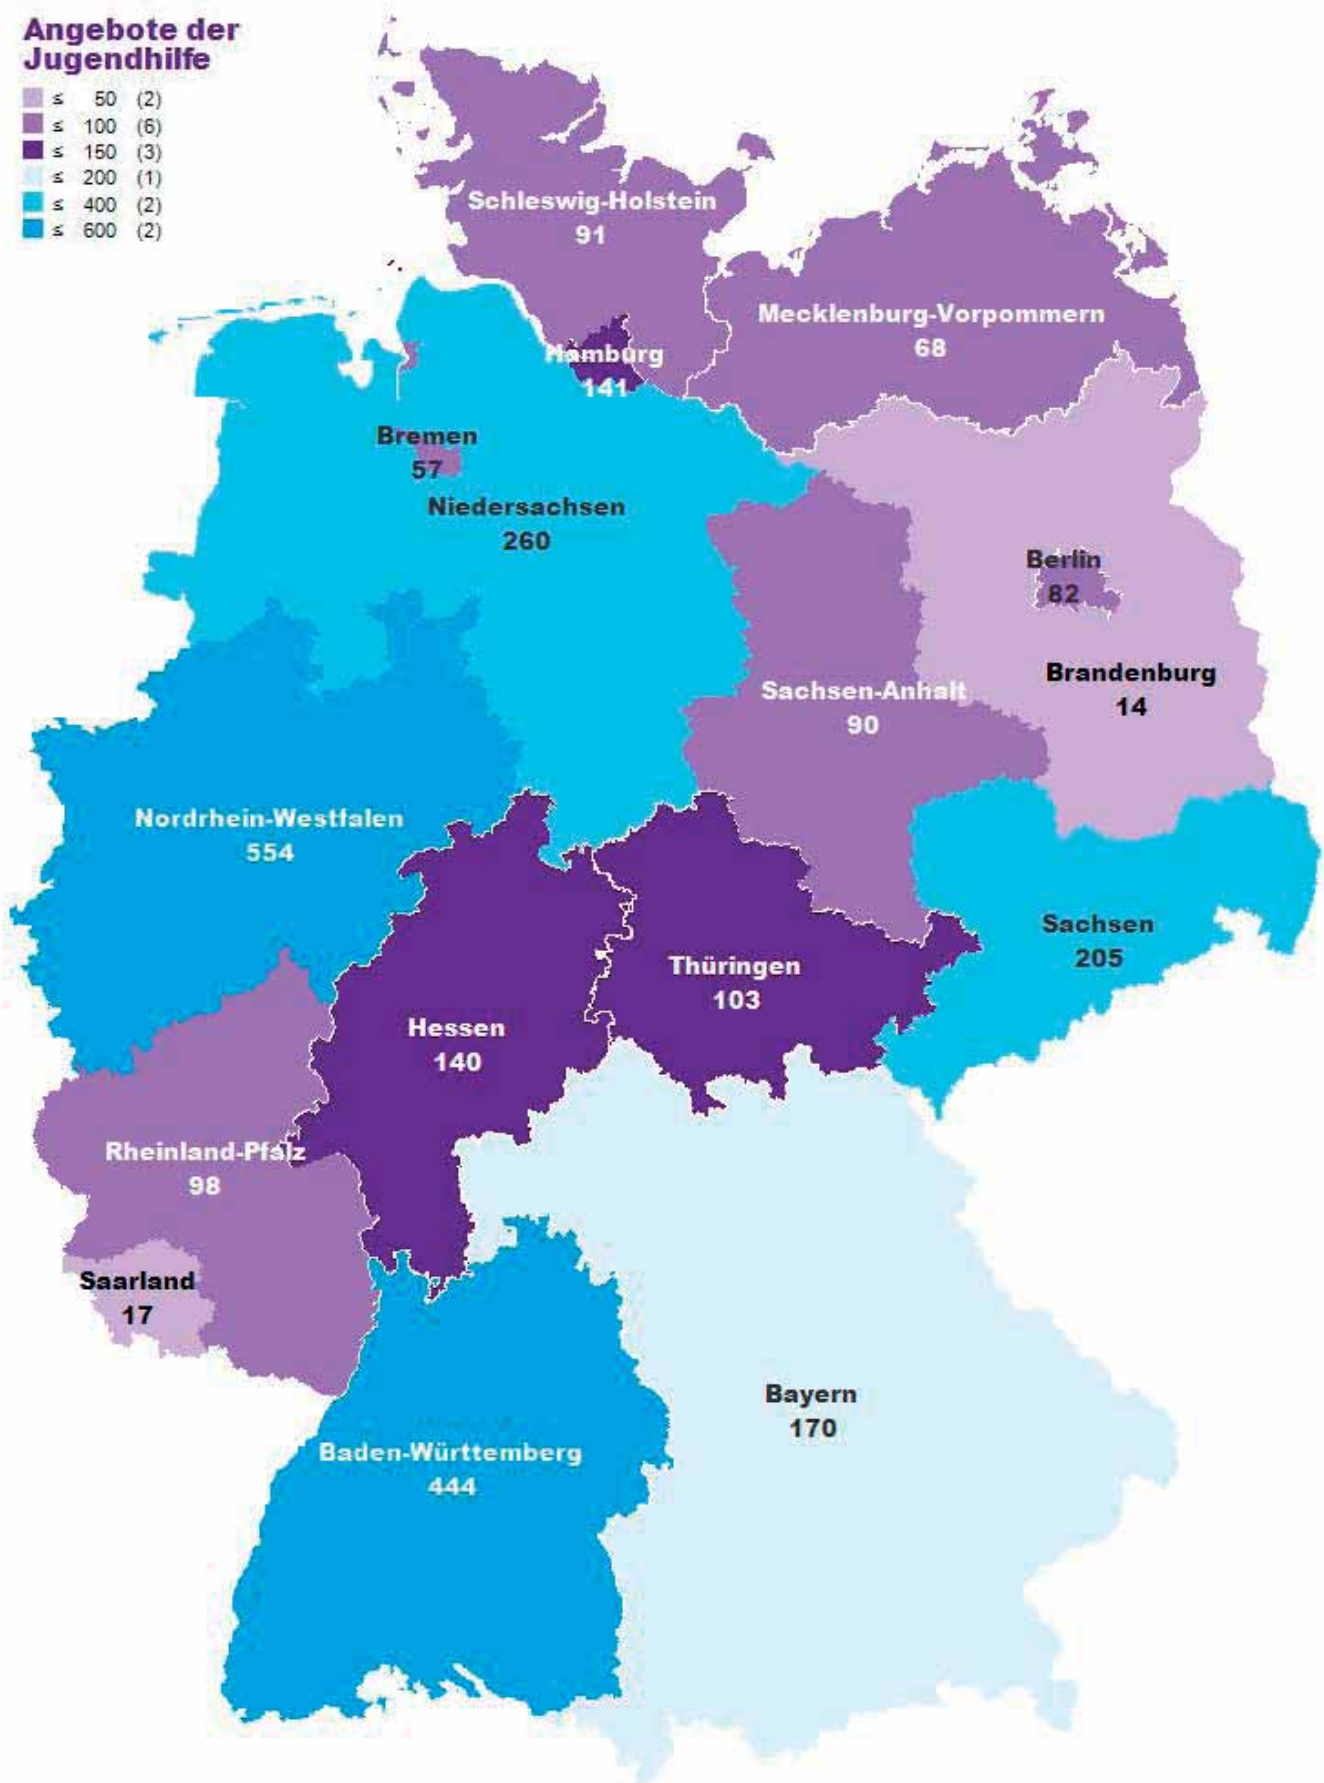 Angebote der
Jugendhilfe
≤ 50 (2)
≤ 100 (6)
≤ 150 (3)
≤ 200 (1)
≤ 400 (2)
≤ 600 (2)
Schleswig-Holstein
91
Mecklenburg-Vorpommern
68
Hamburg
141
Bremen
57
Niedersachsen
260
Berlin
82
Brandenburg
14
Sachsen-Anhalt
90
Nordrhein-Westfalen
554
Sachsen
205
Thüringen
103
Hessen
140
Rheinland-Pfalz
98
Saarland
17
Bayern
170
Baden-Württemberg
444